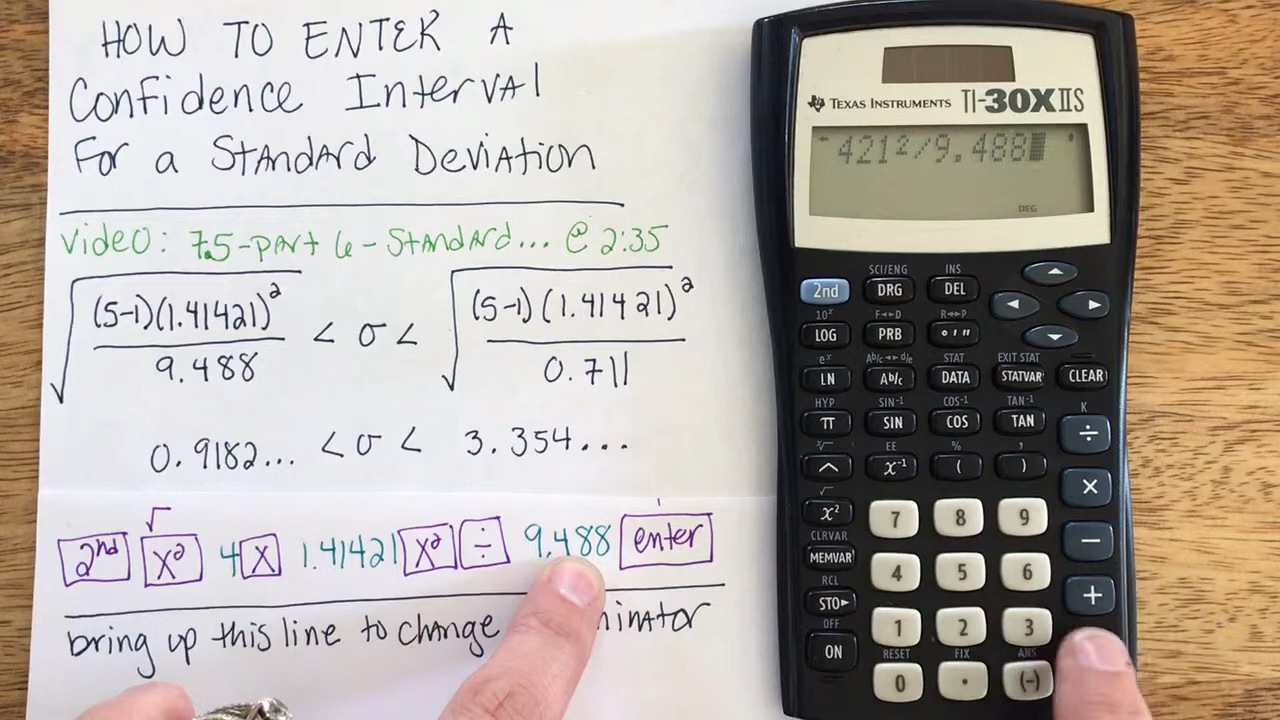 HOW TO ENTER A
Confidence Interval
For a Standard Deviation
Video: 7.5-part 6 - Standard... @ 2:35
√((5-1)(1.41421)² / 9.488) < σ < √((5-1)(1.41421)² / 0.711)
0.9182... < σ < 3.354...
√
2nd x² 4 x 1.41421 x² ÷ 9.488 enter
bring up this line to change
TEXAS INSTRUMENTS TI-30X IIS
421²/9.488
DEG
SCI/ENG INS
2nd DRG DEL
10ˣ F◄►D R◄►P
LOG PRB ° ' "
eˣ Ab/c◄►d/e STAT EXIT STAT
LN Ab/c DATA STATVAR CLEAR
HYP SIN⁻¹ COS⁻¹ TAN⁻¹ K
π SIN COS TAN ÷
ˣ√ EE % ,
^ x⁻¹ ( ) ×
√
x² 7 8 9 −
CLRVAR
MEMVAR 4 5 6 +
RCL
STO► 1 2 3
OFF RESET FIX ANS
ON 0 . (-)